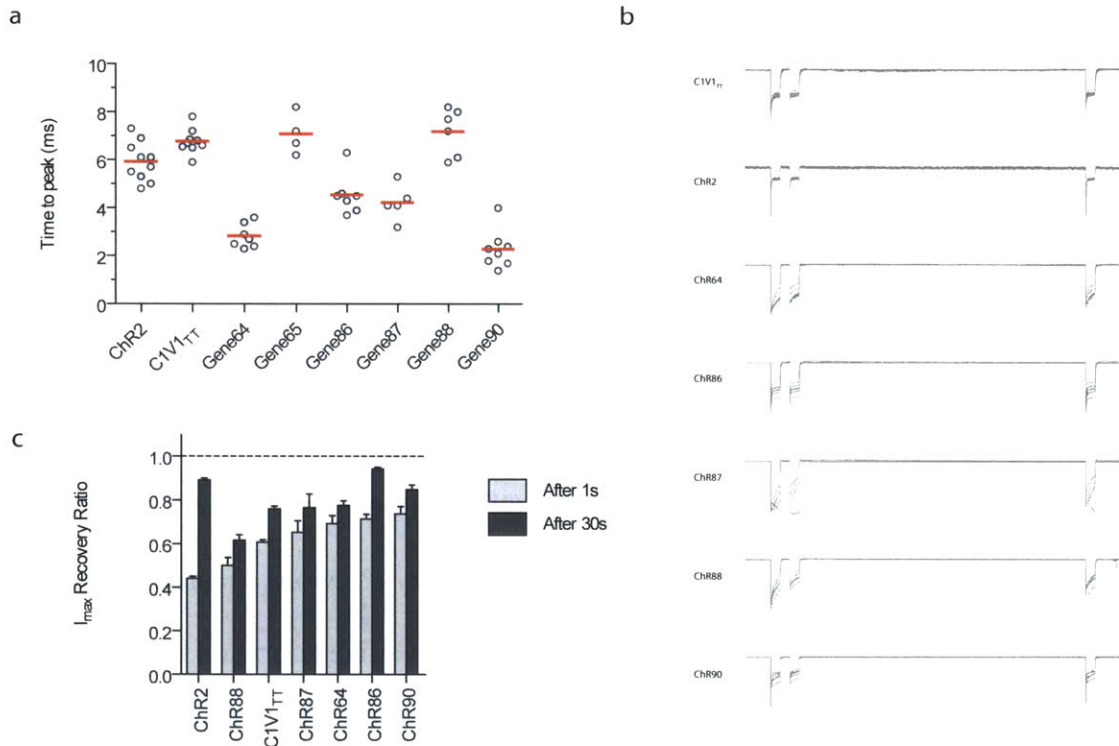 a
Time to peak (ms)
10
8
6
4
2
0
ChR2
C1V1TT
Gene64
Gene65
Gene86
Gene87
Gene88
Gene90
b
C1V1TT
ChR2
ChR64
ChR86
ChR87
ChR88
ChR90
c
Imax Recovery Ratio
1.0
0.8
0.6
0.4
0.2
0.0
ChR2
ChR88
C1V1TT
ChR87
ChR64
ChR86
ChR90
After 1s
After 30s